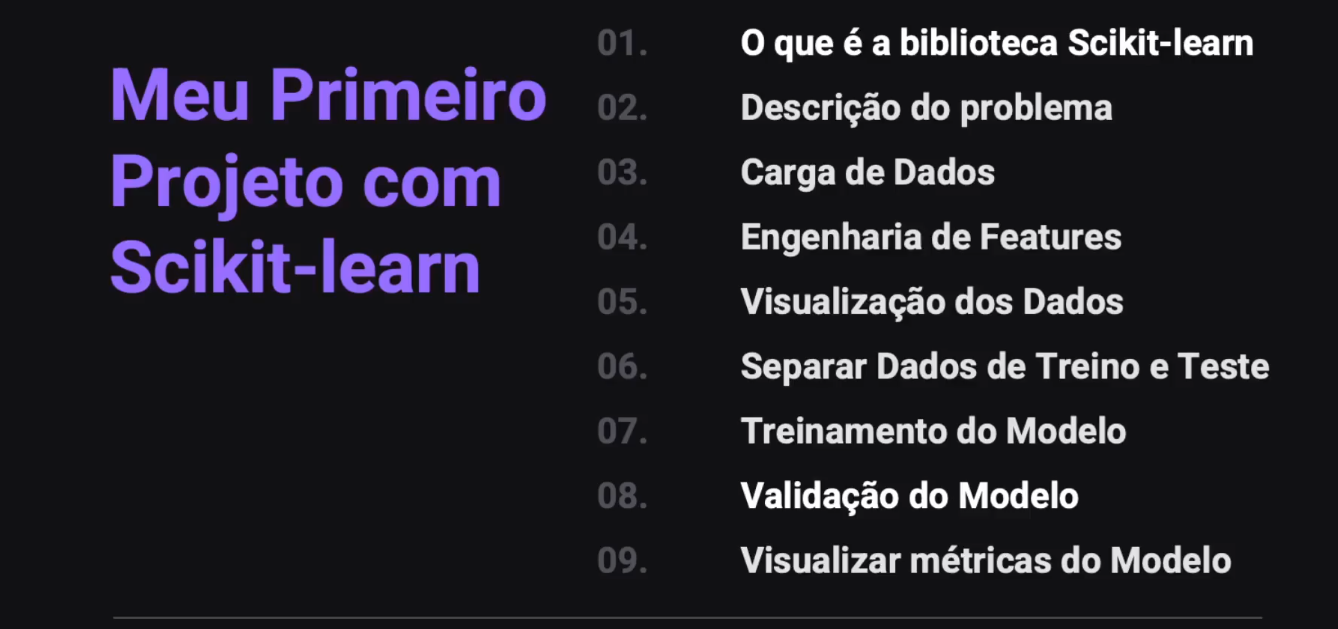 Meu Primeiro
Projeto com
Scikit-learn
01. O que é a biblioteca Scikit-learn
02. Descrição do problema
03. Carga de Dados
04. Engenharia de Features
05. Visualização dos Dados
06. Separar Dados de Treino e Teste
07. Treinamento do Modelo
08. Validação do Modelo
09. Visualizar métricas do Modelo